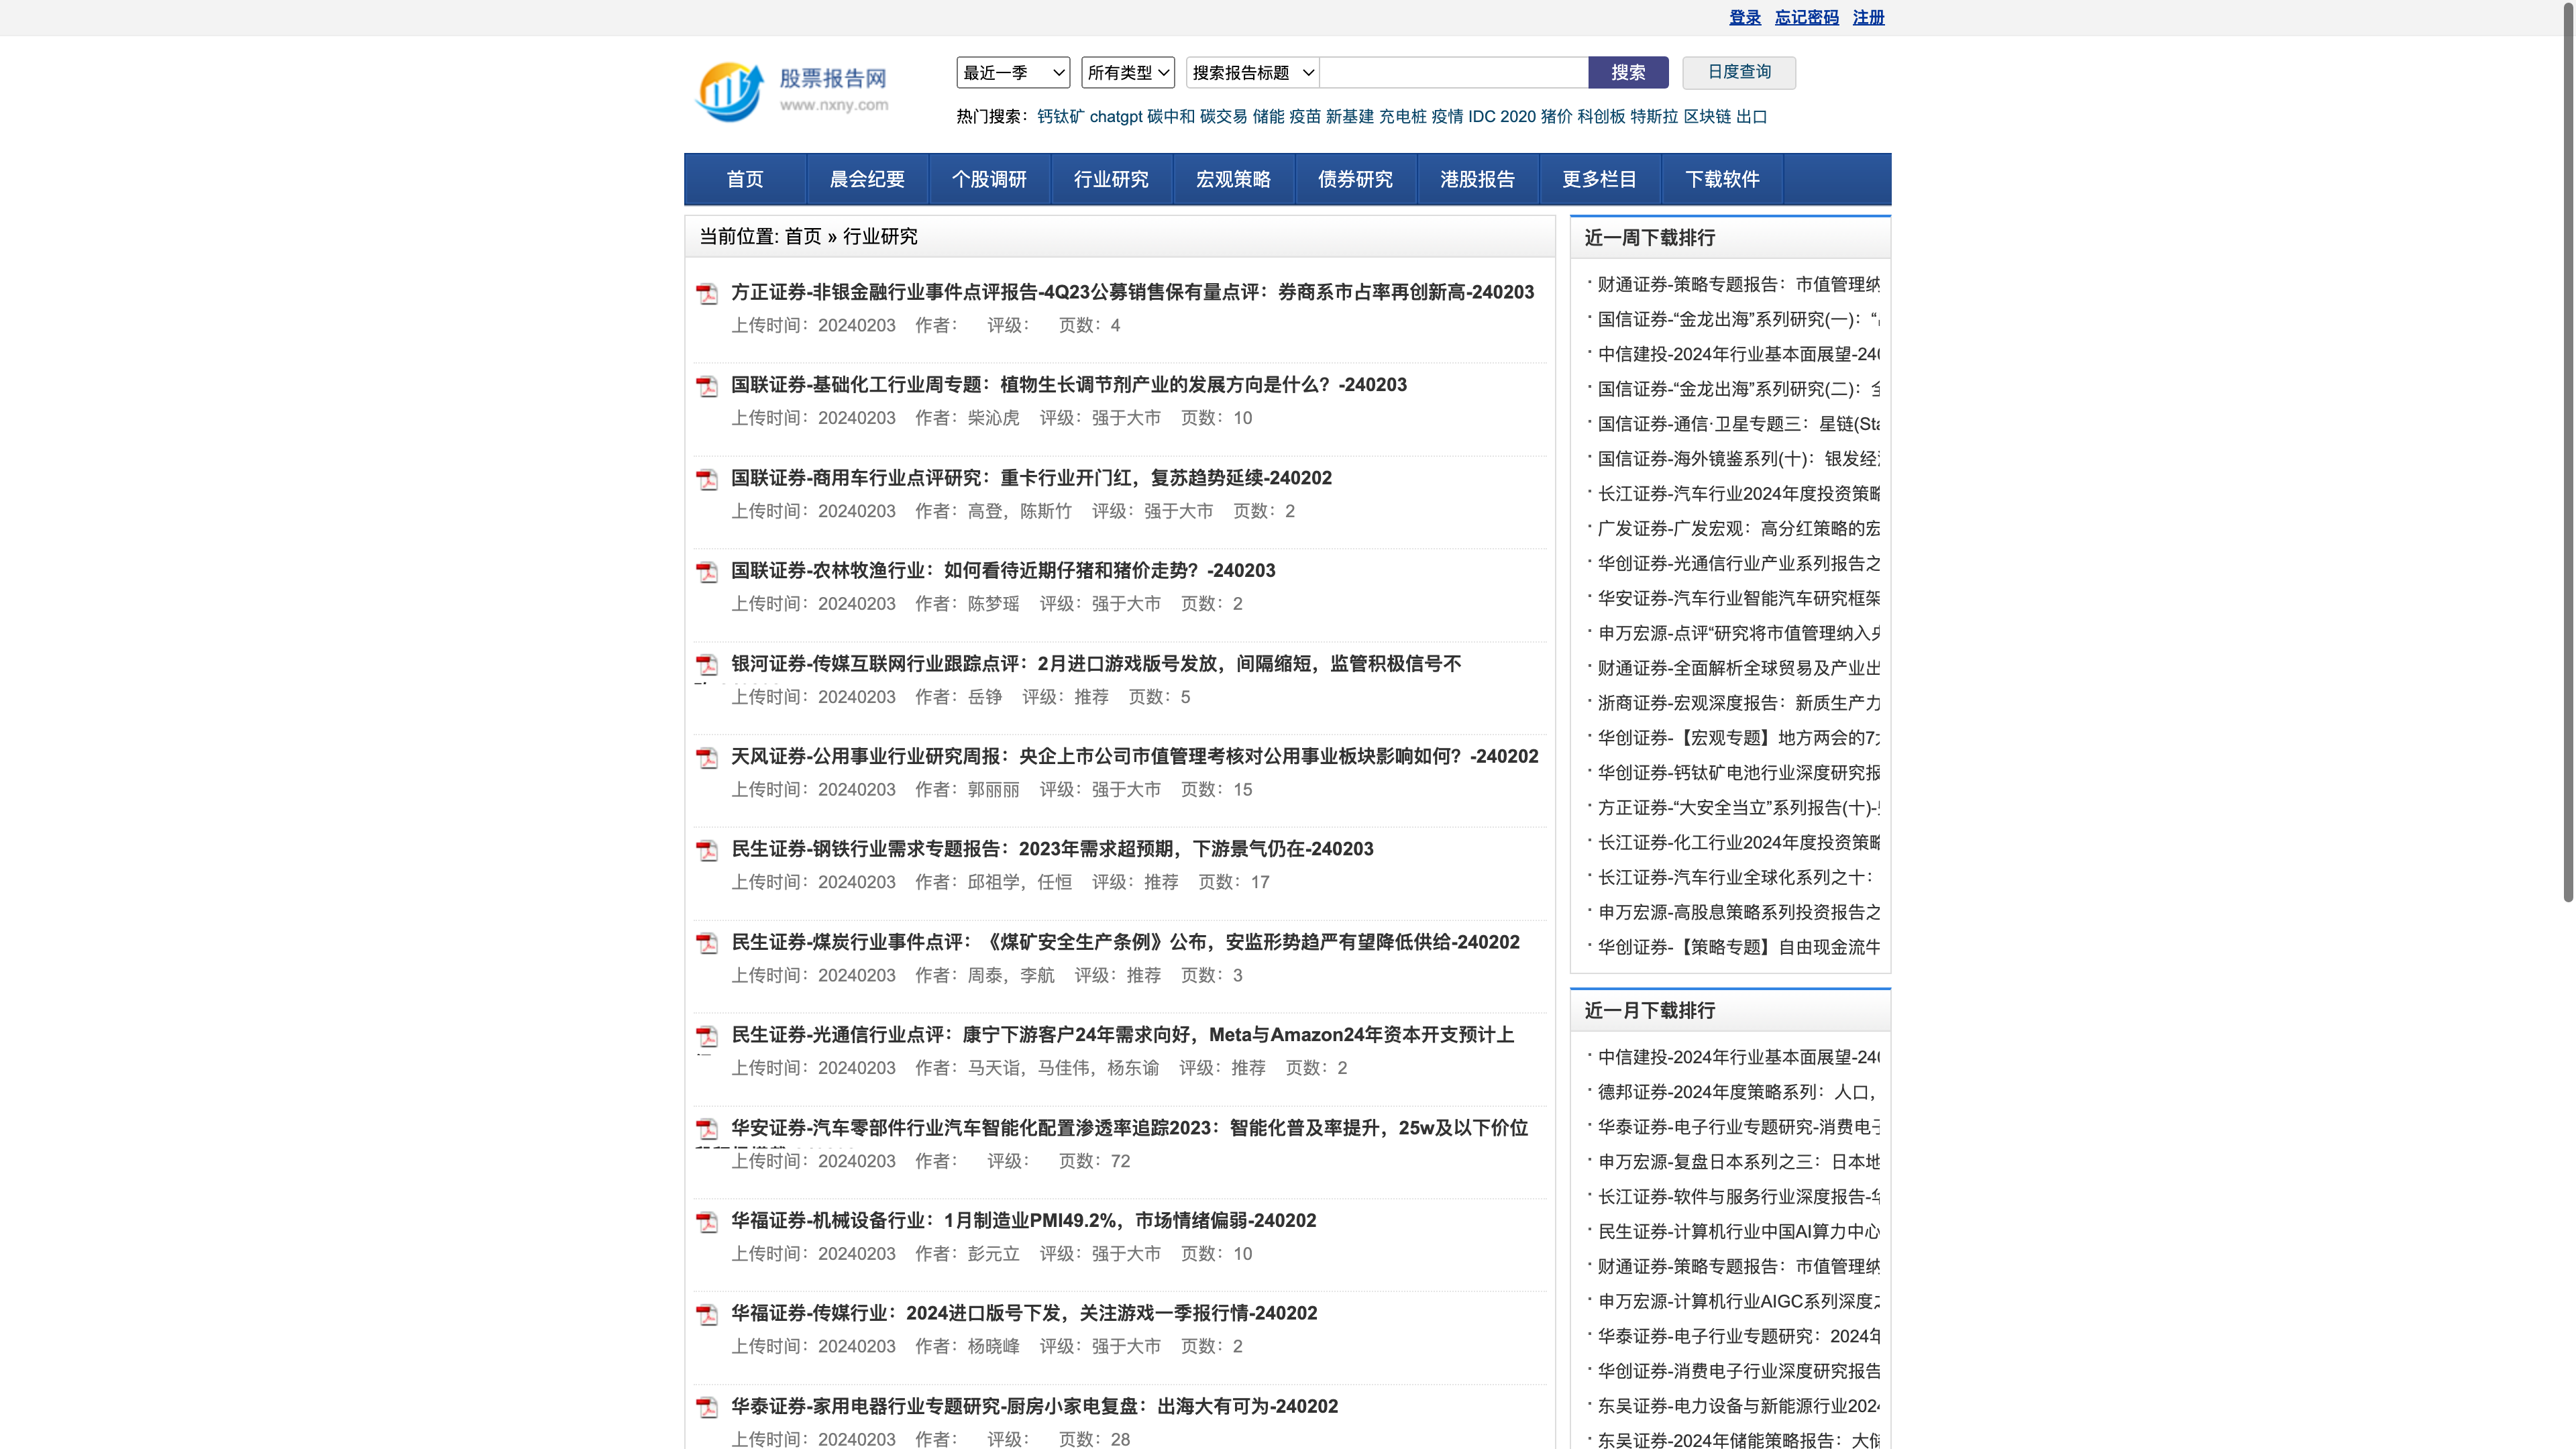 登录 忘记密码 注册
股票报告网
www.nxny.com
最近一季 所有类型 搜索报告标题 搜索 日度查询
热门搜索：钙钛矿 chatgpt 碳中和 碳交易 储能 疫苗 新基建 充电桩 疫情 IDC 2020 猪价 科创板 特斯拉 区块链 出口
首页 晨会纪要 个股调研 行业研究 宏观策略 债券研究 港股报告 更多栏目 下载软件
当前位置: 首页 » 行业研究
方正证券-非银金融行业事件点评报告-4Q23公募销售保有量点评：券商系市占率再创新高-240203
上传时间：20240203 作者： 评级： 页数：4
国联证券-基础化工行业周专题：植物生长调节剂产业的发展方向是什么？-240203
上传时间：20240203 作者：柴沁虎 评级：强于大市 页数：10
国联证券-商用车行业点评研究：重卡行业开门红，复苏趋势延续-240202
上传时间：20240203 作者：高登，陈斯竹 评级：强于大市 页数：2
国联证券-农林牧渔行业：如何看待近期仔猪和猪价走势？-240203
上传时间：20240203 作者：陈梦瑶 评级：强于大市 页数：2
银河证券-传媒互联网行业跟踪点评：2月进口游戏版号发放，间隔缩短，监管积极信号不
上传时间：20240203 作者：岳铮 评级：推荐 页数：5
天风证券-公用事业行业研究周报：央企上市公司市值管理考核对公用事业板块影响如何？-240202
上传时间：20240203 作者：郭丽丽 评级：强于大市 页数：15
民生证券-钢铁行业需求专题报告：2023年需求超预期，下游景气仍在-240203
上传时间：20240203 作者：邱祖学，任恒 评级：推荐 页数：17
民生证券-煤炭行业事件点评：《煤矿安全生产条例》公布，安监形势趋严有望降低供给-240202
上传时间：20240203 作者：周泰，李航 评级：推荐 页数：3
民生证券-光通信行业点评：康宁下游客户24年需求向好，Meta与Amazon24年资本开支预计上
上传时间：20240203 作者：马天诣，马佳伟，杨东谕 评级：推荐 页数：2
华安证券-汽车零部件行业汽车智能化配置渗透率追踪2023：智能化普及率提升，25w及以下价位
上传时间：20240203 作者： 评级： 页数：72
华福证券-机械设备行业：1月制造业PMI49.2%，市场情绪偏弱-240202
上传时间：20240203 作者：彭元立 评级：强于大市 页数：10
华福证券-传媒行业：2024进口版号下发，关注游戏一季报行情-240202
上传时间：20240203 作者：杨晓峰 评级：强于大市 页数：2
华泰证券-家用电器行业专题研究-厨房小家电复盘：出海大有可为-240202
上传时间：20240203 作者： 评级： 页数：28
近一周下载排行
财通证券-策略专题报告：市值管理纳
国信证券-“金龙出海”系列研究(一)：“
中信建投-2024年行业基本面展望-24
国信证券-“金龙出海”系列研究(二)：
国信证券-通信·卫星专题三：星链(Sta
国信证券-海外镜鉴系列(十)：银发经
长江证券-汽车行业2024年度投资策略
广发证券-广发宏观：高分红策略的宏
华创证券-光通信行业产业系列报告之
华安证券-汽车行业智能汽车研究框架
申万宏源-点评“研究将市值管理纳入央
财通证券-全面解析全球贸易及产业出
浙商证券-宏观深度报告：新质生产力
华创证券-【宏观专题】地方两会的7
华创证券-钙钛矿电池行业深度研究报
方正证券-“大安全当立”系列报告(十)-
长江证券-化工行业2024年度投资策略
长江证券-汽车行业全球化系列之十：
申万宏源-高股息策略系列投资报告之
华创证券-【策略专题】自由现金流牛
近一月下载排行
中信建投-2024年行业基本面展望-24
德邦证券-2024年度策略系列：人口，
华泰证券-电子行业专题研究-消费电子
申万宏源-复盘日本系列之三：日本地
长江证券-软件与服务行业深度报告-
民生证券-计算机行业中国AI算力中心
财通证券-策略专题报告：市值管理纳
申万宏源-计算机行业AIGC系列深度
华泰证券-电子行业专题研究：2024年
华创证券-消费电子行业深度研究报告
东吴证券-电力设备与新能源行业202
东吴证券-2024年储能策略报告：大储